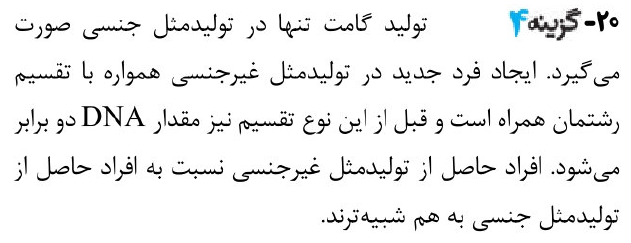 ۲۰- گزینه ۴ تولید گامت تنها در تولیدمثل جنسی صورت
می‌گیرد. ایجاد فرد جدید در تولیدمثل غیرجنسی همواره با تقسیم
رشتمان همراه است و قبل از این نوع تقسیم نیز مقدار DNA دو برابر
می‌شود. افراد حاصل از تولیدمثل غیرجنسی نسبت به افراد حاصل از
تولیدمثل جنسی به هم شبیه‌ترند.